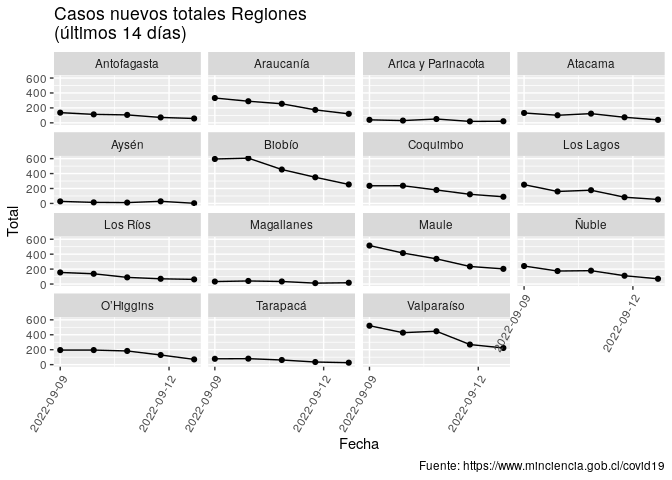 Casos nuevos totales Regiones
(últimos 14 días)
Antofagasta
Araucanía
Arica y Parinacota
Atacama
600
400
200
0
Aysén
Biobío
Coquimbo
Los Lagos
600
400
200
0
Los Ríos
Magallanes
Maule
Ñuble
600
400
200
0
O'Higgins
Tarapacá
Valparaíso
600
400
200
0
Total
2022-09-09
2022-09-12
2022-09-09
2022-09-12
2022-09-09
2022-09-12
2022-09-09
2022-09-12
Fecha
Fuente: https://www.minciencia.gob.cl/covid19